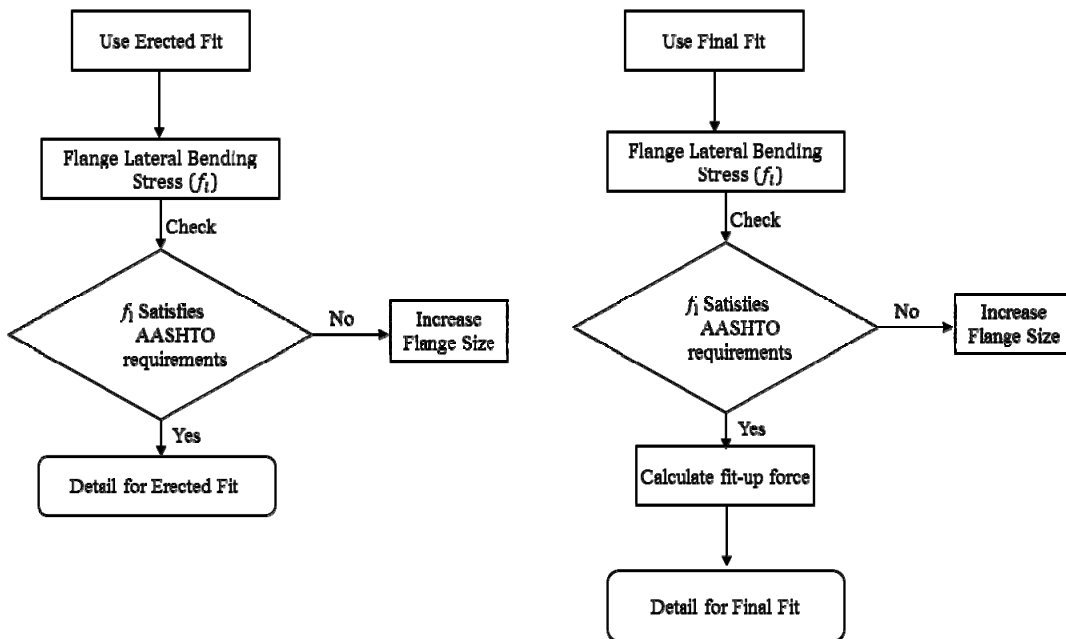 Use Erected Fit
Flange Lateral Bending
Stress (fₗ)
Check
fₗ Satisfies
AASHTO
requirements
No
Increase
Flange Size
Yes
Detail for Erected Fit
Use Final Fit
Flange Lateral Bending
Stress (fₗ)
Check
fₗ Satisfies
AASHTO
requirements
No
Increase
Flange Size
Yes
Calculate fit-up force
Detail for Final Fit